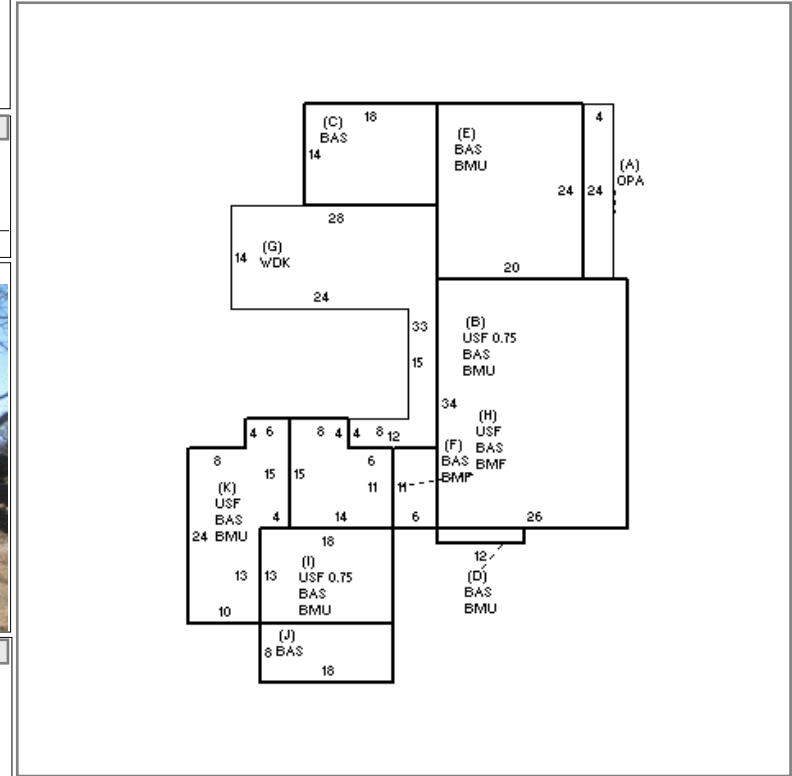 18
4
(C)
BAS
(E)
BAS
BMU
14
(A)
OPA
24
24
28
(G)
WDK
14
20
24
(B)
USF 0.75
BAS
BMU
33
15
34
(H)
USF
BAS
BMF
4 6
8 4
4 8
12
(F)
BAS
BMF
8
6
15
15
11
11
(K)
USF
BAS
BMU
4
14
6
26
24
18
12
(I)
USF 0.75
BAS
BMU
13
13
(D)
BAS
BMU
10
(J)
BAS
8
18